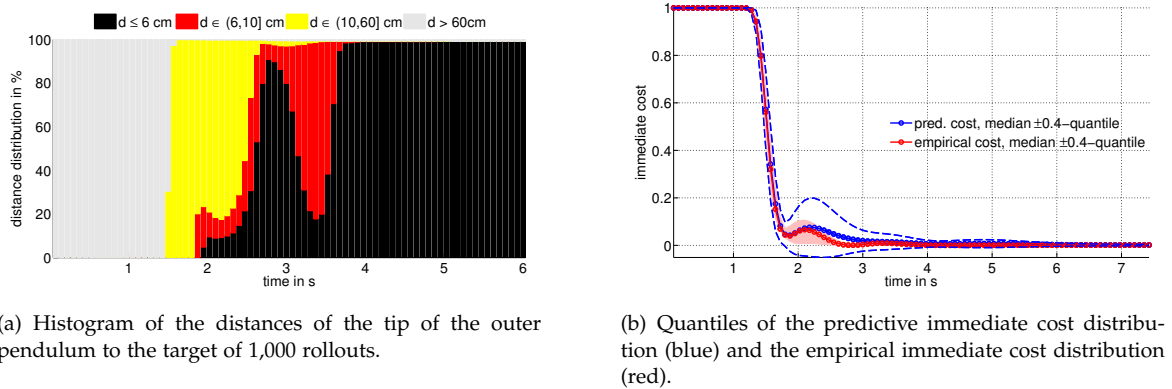 d ≤ 6 cm d ∈ (6,10] cm d ∈ (10,60] cm d > 60cm
100
80
60
40
20
0
distance distribution in %
1 2 3 4 5 6
time in s
(a) Histogram of the distances of the tip of the outer
pendulum to the target of 1,000 rollouts.
1
0.8
0.6
0.4
0.2
0
immediate cost
pred. cost, median ±0.4−quantile
empirical cost, median ±0.4−quantile
1 2 3 4 5 6 7
time in s
(b) Quantiles of the predictive immediate cost distribu-
tion (blue) and the empirical immediate cost distribution
(red).